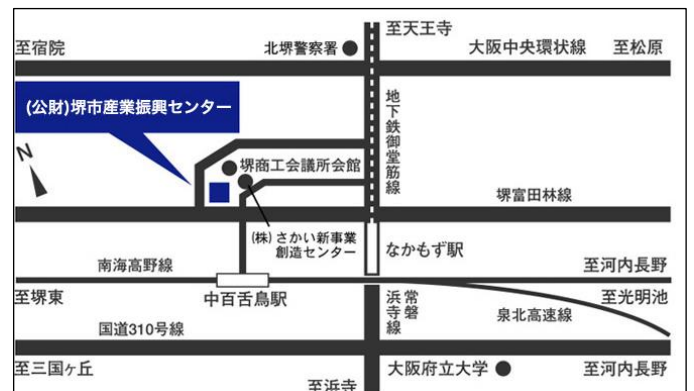 至天王寺
至宿院
北堺警察署
大阪中央環状線
至松原
(公財)堺市産業振興センター
地下鉄御堂筋線
N
堺商工会議所会館
堺富田林線
(株)さかい新事業
創造センター
なかもず駅
南海高野線
至河内長野
至堺東
中百舌鳥駅
常磐
浜寺線
至光明池
泉北高速線
国道310号線
至三国ヶ丘
大阪府立大学
至河内長野
至浜寺